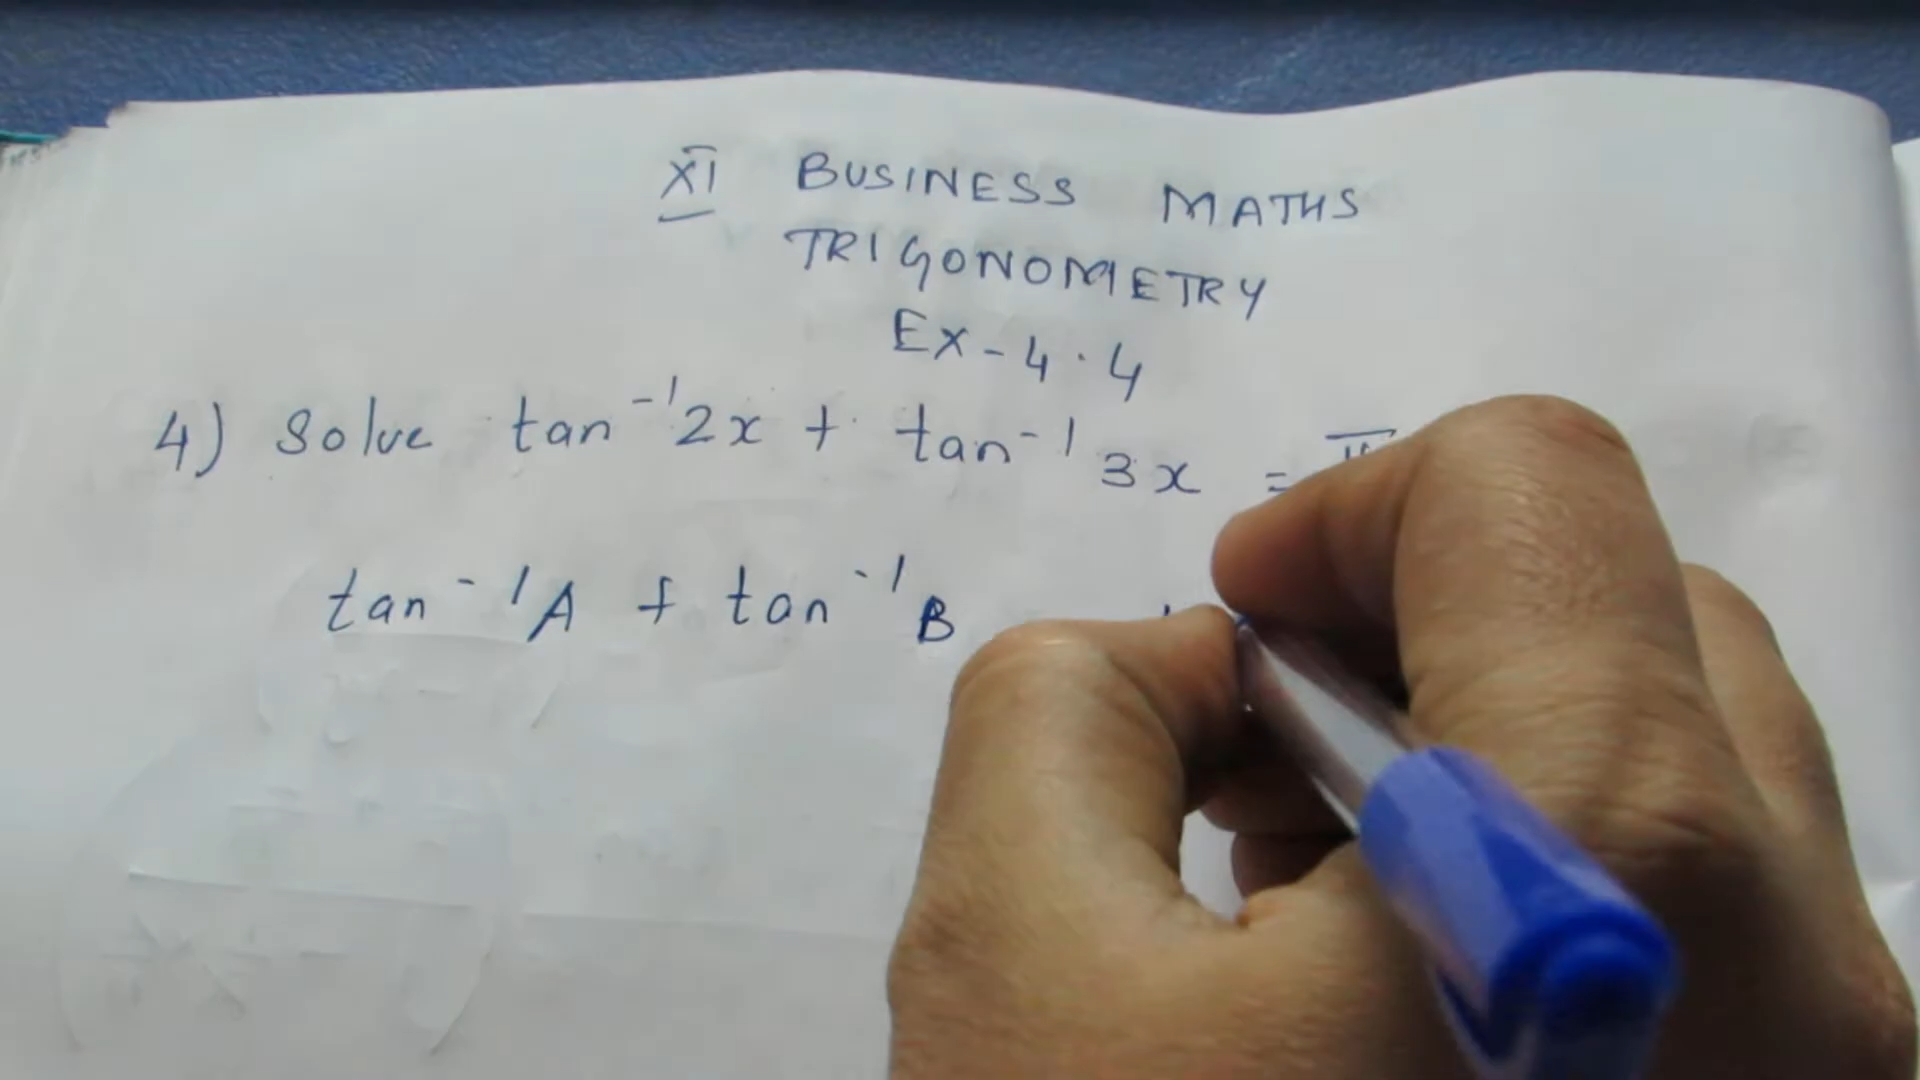 XI BUSINESS MATHS
TRIGONOMETRY
Ex - 4.4
4) Solve tan⁻¹2x + tan⁻¹3x = π
tan⁻¹A + tan⁻¹B